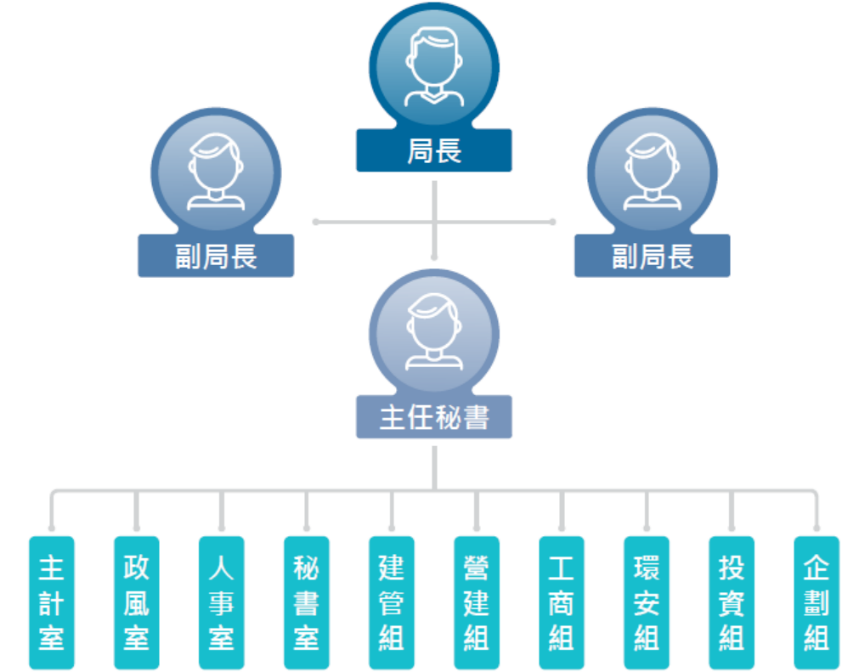 局長
副局長
副局長
主任秘書
主計室
政風室
人事室
秘書室
建管組
營建組
工商組
環安組
投資組
企劃組